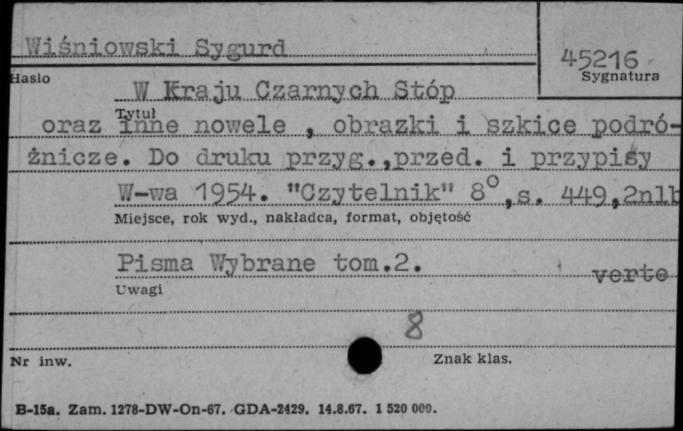 Wiśniowski Sygurd
45216
Hasło
Sygnatura
W Kraju Czarnych Stóp
Tytuł
oraz inne nowele , obrazki i szkice podró-
żnicze. Do druku przyg.,przed. i przypisy
W-wa 1954. "Czytelnik" 8°,s. 449,2nlb
Miejsce, rok wyd., nakładca, format, objętość
Pisma Wybrane tom.2.
verte
Uwagi
8
Nr inw.
Znak klas.
B-15a. Zam. 1278-DW-On-67. GDA-2429. 14.8.67. 1 520 000.